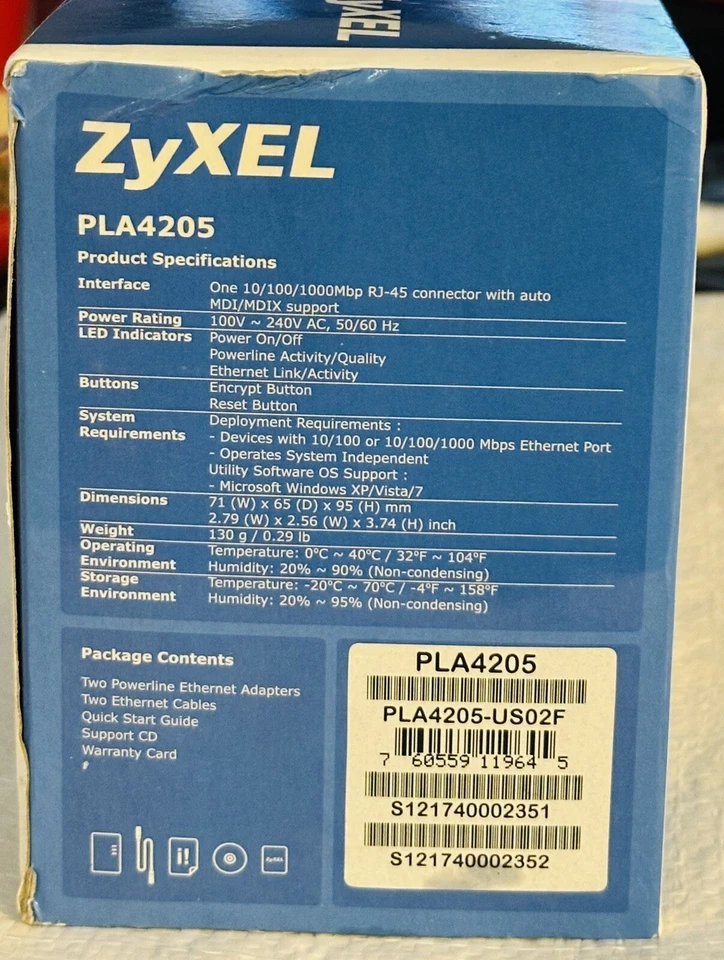 ZyXEL
ZyXEL
PLA4205
Product Specifications
Interface One 10/100/1000Mbp RJ-45 connector with auto
MDI/MDIX support
Power Rating 100V ~ 240V AC, 50/60 Hz
LED Indicators Power On/Off
Powerline Activity/Quality
Ethernet Link/Activity
Buttons Encrypt Button
Reset Button
System Deployment Requirements :
Requirements - Devices with 10/100 or 10/100/1000 Mbps Ethernet Port
- Operates System Independent
Utility Software OS Support :
- Microsoft Windows XP/Vista/7
Dimensions 71 (W) x 65 (D) x 95 (H) mm
2.79 (W) x 2.56 (W) x 3.74 (H) inch
Weight 130 g / 0.29 lb
Operating Temperature: 0°C ~ 40°C / 32°F ~ 104°F
Environment Humidity: 20% ~ 90% (Non-condensing)
Storage Temperature: -20°C ~ 70°C / -4°F ~ 158°F
Environment Humidity: 20% ~ 95% (Non-condensing)
Package Contents
Two Powerline Ethernet Adapters
Two Ethernet Cables
Quick Start Guide
Support CD
Warranty Card
ZyXEL
PLA4205
PLA4205-US02F
7 60559 11964 5
S121740002351
S121740002352